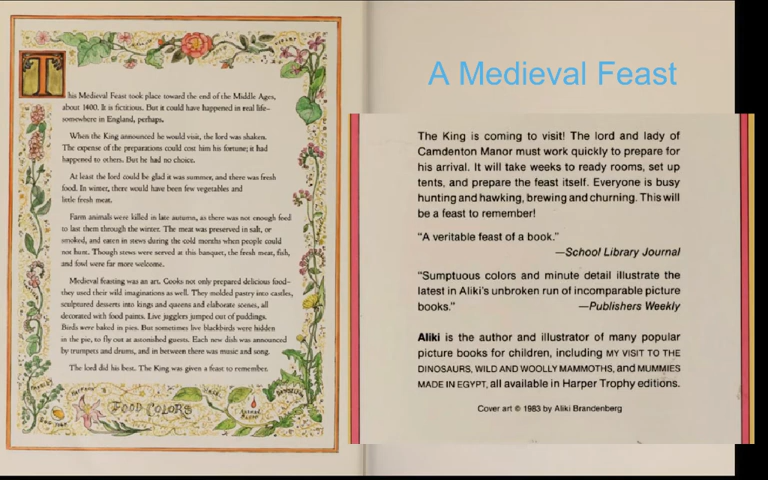 This Medieval Feast took place toward the end of the Middle Ages,
about 1400. It is fictitious. But it could have happened in real life–
somewhere in England, perhaps.
When the King announced he would visit, the lord was shaken.
The expense of the preparations could cost him his fortune; it had
happened to others. But he had no choice.
At least the lord could be glad it was summer, and there was fresh
food. In winter, there would have been few vegetables and
little fresh meat.
Farm animals were killed in late autumn, as there was not enough food
to last them through the winter. The meat was preserved in salt, or
smoked, and eaten in stews during the cold months when people could
not hunt. Though stews were served at this banquet, the fresh meat, fish,
and fowl were far more welcome.
Medieval feasting was an art. Cooks not only prepared delicious food–
they used their wild imaginations as well. They molded pastry into castles,
sculptured desserts into kings and queens and elaborate scenes, all
decorated with food paints. Live jugglers jumped out of puddings.
Birds were baked in pies. But sometimes live blackbirds were hidden
in the pie, to fly out at astonished guests. Each new dish was announced
by trumpets and drums, and in between there was music and song.
The lord did his best. The King was given a feast to remember.
FOOD COLORS
A Medieval Feast
The King is coming to visit! The lord and lady of
Camdenton Manor must work quickly to prepare for
his arrival. It will take weeks to ready rooms, set up
tents, and prepare the feast itself. Everyone is busy
hunting and hawking, brewing and churning. This will
be a feast to remember!
"A veritable feast of a book."
—School Library Journal
"Sumptuous colors and minute detail illustrate the
latest in Aliki's unbroken run of incomparable picture
books." —Publishers Weekly
Aliki is the author and illustrator of many popular
picture books for children, including MY VISIT TO THE
DINOSAURS, WILD AND WOOLLY MAMMOTHS, and MUMMIES
MADE IN EGYPT, all available in Harper Trophy editions.
Cover art © 1983 by Aliki Brandenberg